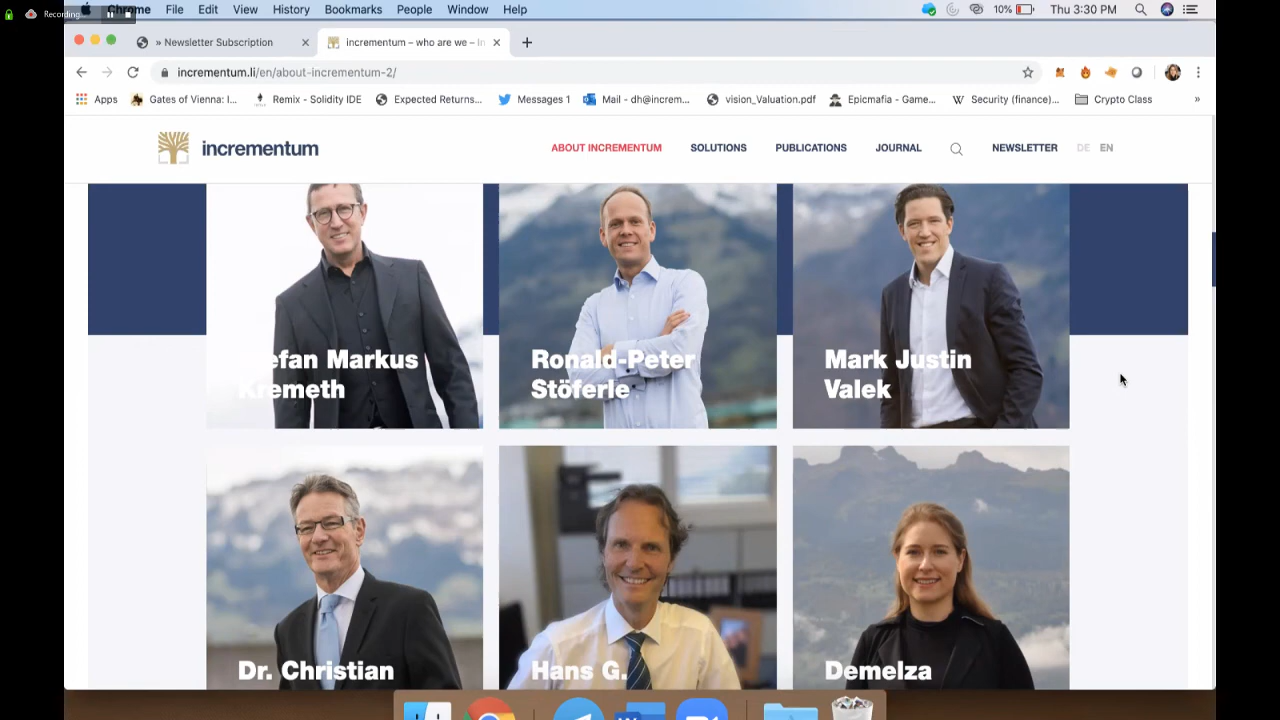 Recording...
Chrome File Edit View History Bookmarks People Window Help
10% Thu 3:30 PM
» Newsletter Subscription
incrementum – who are we – In
incrementum.li/en/about-incrementum-2/
Apps Gates of Vienna: I... Remix - Solidity IDE Expected Returns... Messages 1 Mail - dh@increm... vision_Valuation.pdf Epicmafia - Game... Security (finance)... Crypto Class »
incrementum
ABOUT INCREMENTUM SOLUTIONS PUBLICATIONS JOURNAL NEWSLETTER DE EN
Stefan Markus
Kremeth
Ronald-Peter
Stöferle
Mark Justin
Valek
Dr. Christian
Hans G.
Demelza
W